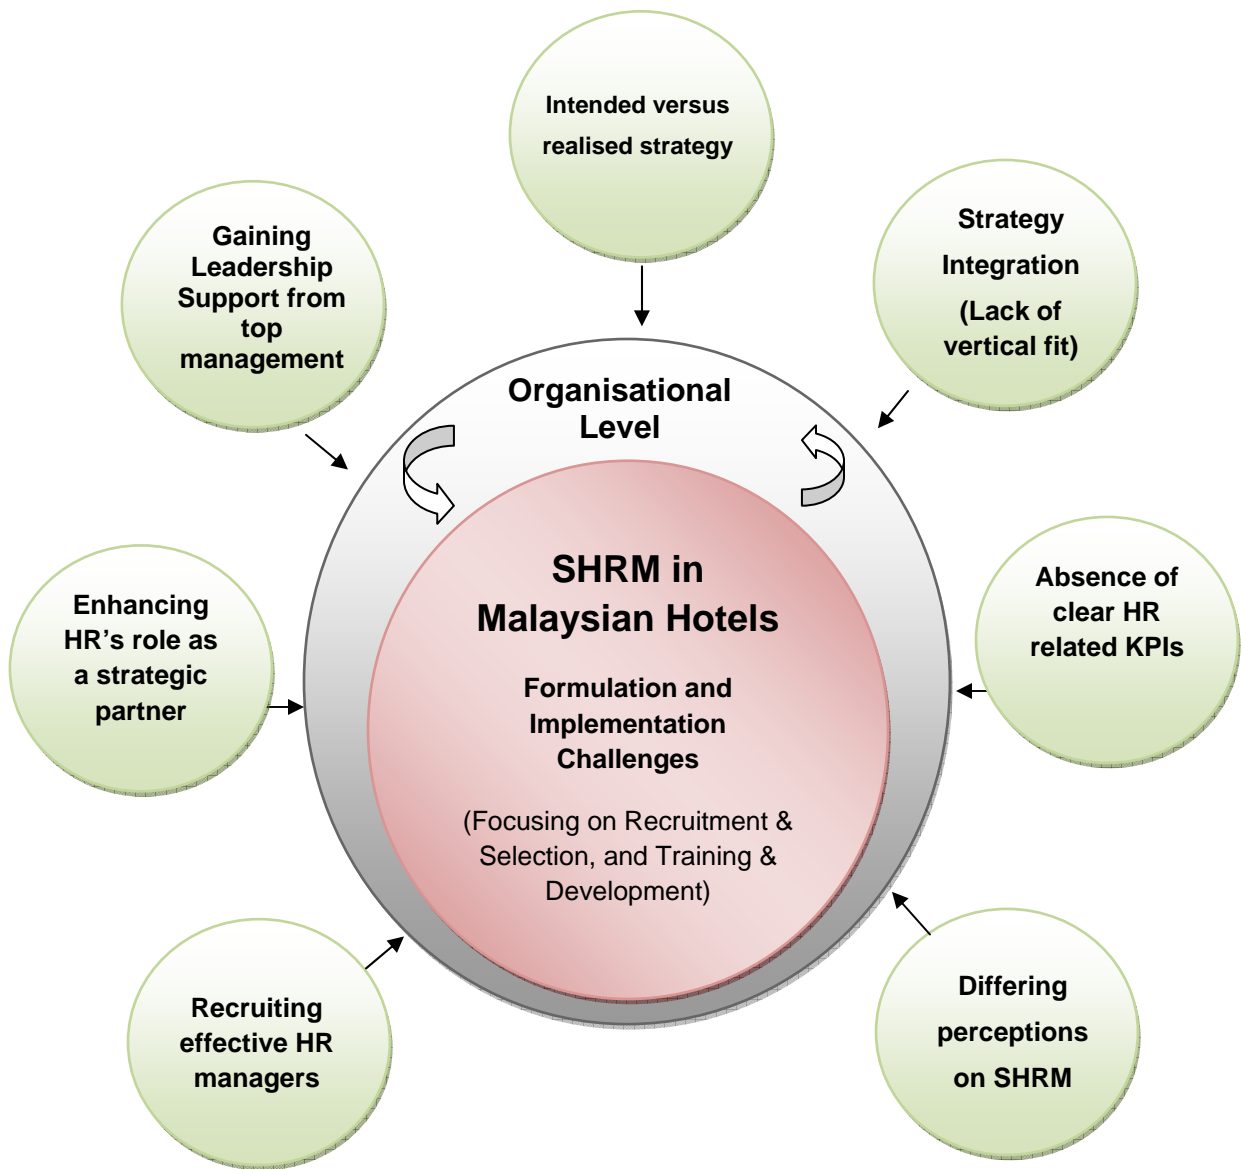 Intended versus
realised strategy
Gaining
Leadership
Support from
top
management
Strategy
Integration
(Lack of
vertical fit)
Organisational
Level
SHRM in
Malaysian Hotels
Formulation and
Implementation
Challenges
(Focusing on Recruitment &
Selection, and Training &
Development)
Enhancing
HR’s role as
a strategic
partner
Absence of
clear HR
related KPIs
Recruiting
effective HR
managers
Differing
perceptions
on SHRM